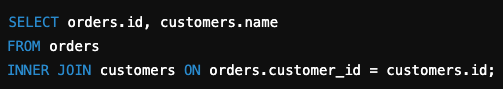 SELECT orders.id, customers.name
FROM orders
INNER JOIN customers ON orders.customer_id = customers.id;